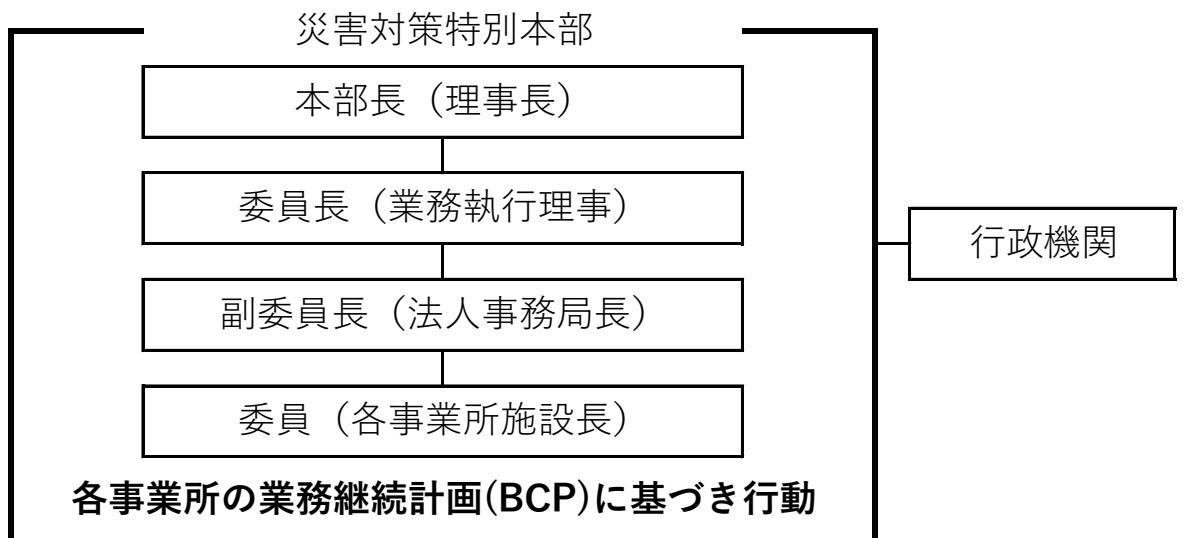 災害対策特別本部
本部長（理事長）
委員長（業務執行理事）
行政機関
副委員長（法人事務局長）
委員（各事業所施設長）
各事業所の業務継続計画(BCP)に基づき行動